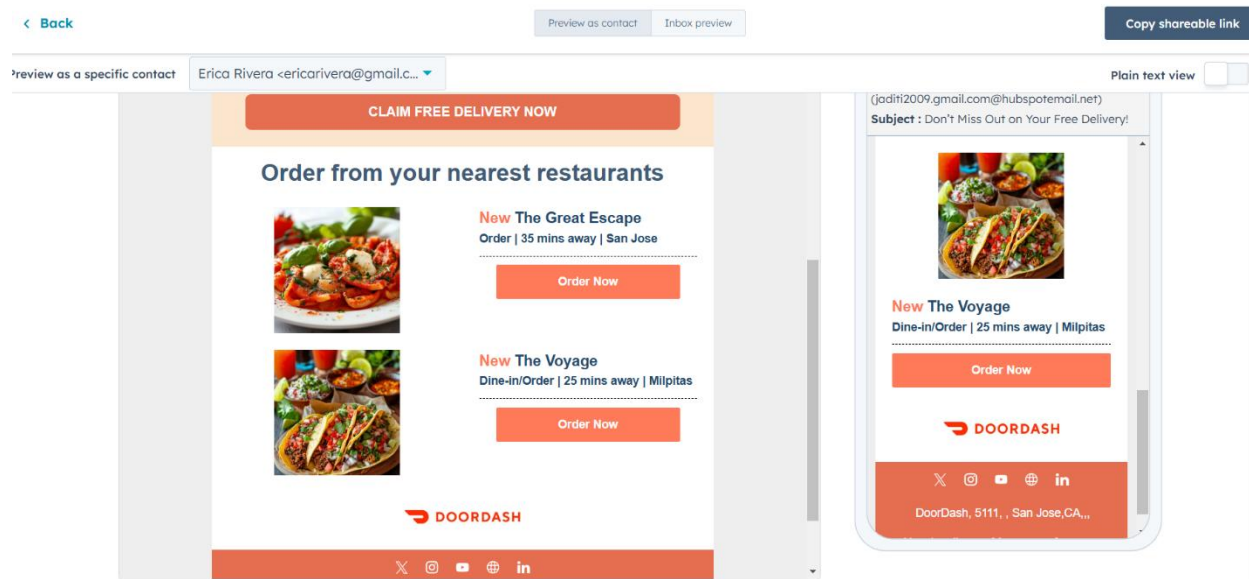 < Back
Preview as contact
Inbox preview
Copy shareable link
Preview as a specific contact
Erica Rivera <ericarivera@gmail.c...
Plain text view
CLAIM FREE DELIVERY NOW
Order from your nearest restaurants
New The Great Escape
Order | 35 mins away | San Jose
Order Now
New The Voyage
Dine-in/Order | 25 mins away | Milpitas
Order Now
DOORDASH
(jaditi2009.gmail.com@hubspotemail.net)
Subject : Don't Miss Out on Your Free Delivery!
New The Voyage
Dine-in/Order | 25 mins away | Milpitas
Order Now
DOORDASH
DoorDash, 5111, , San Jose,CA,,,